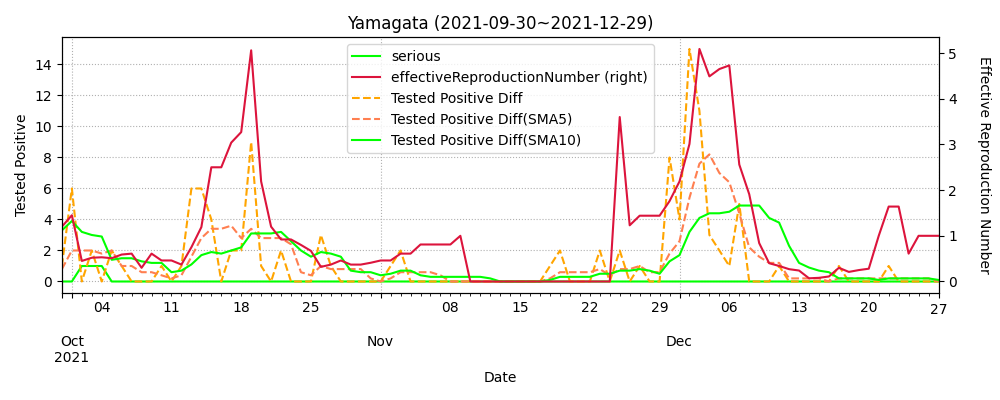 Yamagata (2021-09-30~2021-12-29)
serious
effectiveReproductionNumber (right)
Tested Positive Diff
Tested Positive Diff(SMA5)
Tested Positive Diff(SMA10)
Tested Positive
14
12
10
8
6
4
2
0
5
4
3
2
1
0
Effective Reproduction Number
04 11 18 25 08 15 22 29 06 13 20 27
Oct Nov Dec
2021
Date